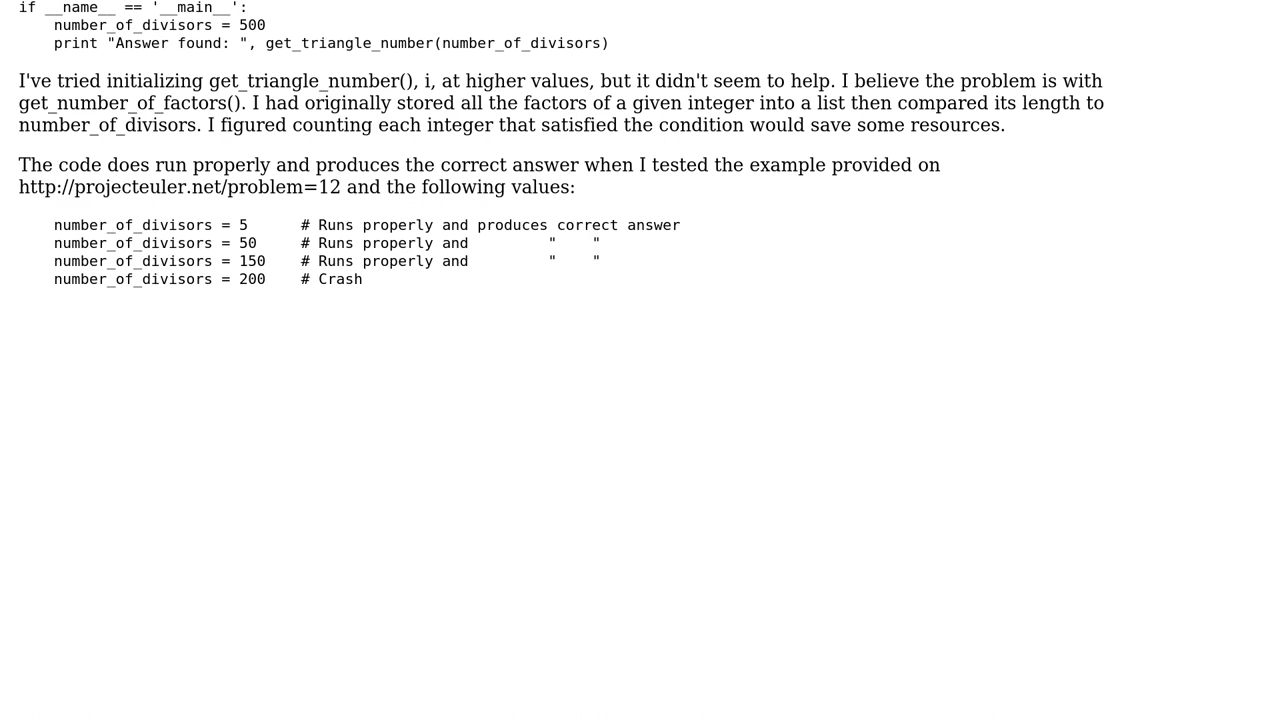 if __name__ == '__main__':
    number_of_divisors = 500
    print "Answer found: ", get_triangle_number(number_of_divisors)
I've tried initializing get_triangle_number(), i, at higher values, but it didn't seem to help. I believe the problem is with
get_number_of_factors(). I had originally stored all the factors of a given integer into a list then compared its length to
number_of_divisors. I figured counting each integer that satisfied the condition would save some resources.
The code does run properly and produces the correct answer when I tested the example provided on
http://projecteuler.net/problem=12 and the following values:
    number_of_divisors = 5      # Runs properly and produces correct answer
    number_of_divisors = 50     # Runs properly and         "    "
    number_of_divisors = 150    # Runs properly and         "    "
    number_of_divisors = 200    # Crash